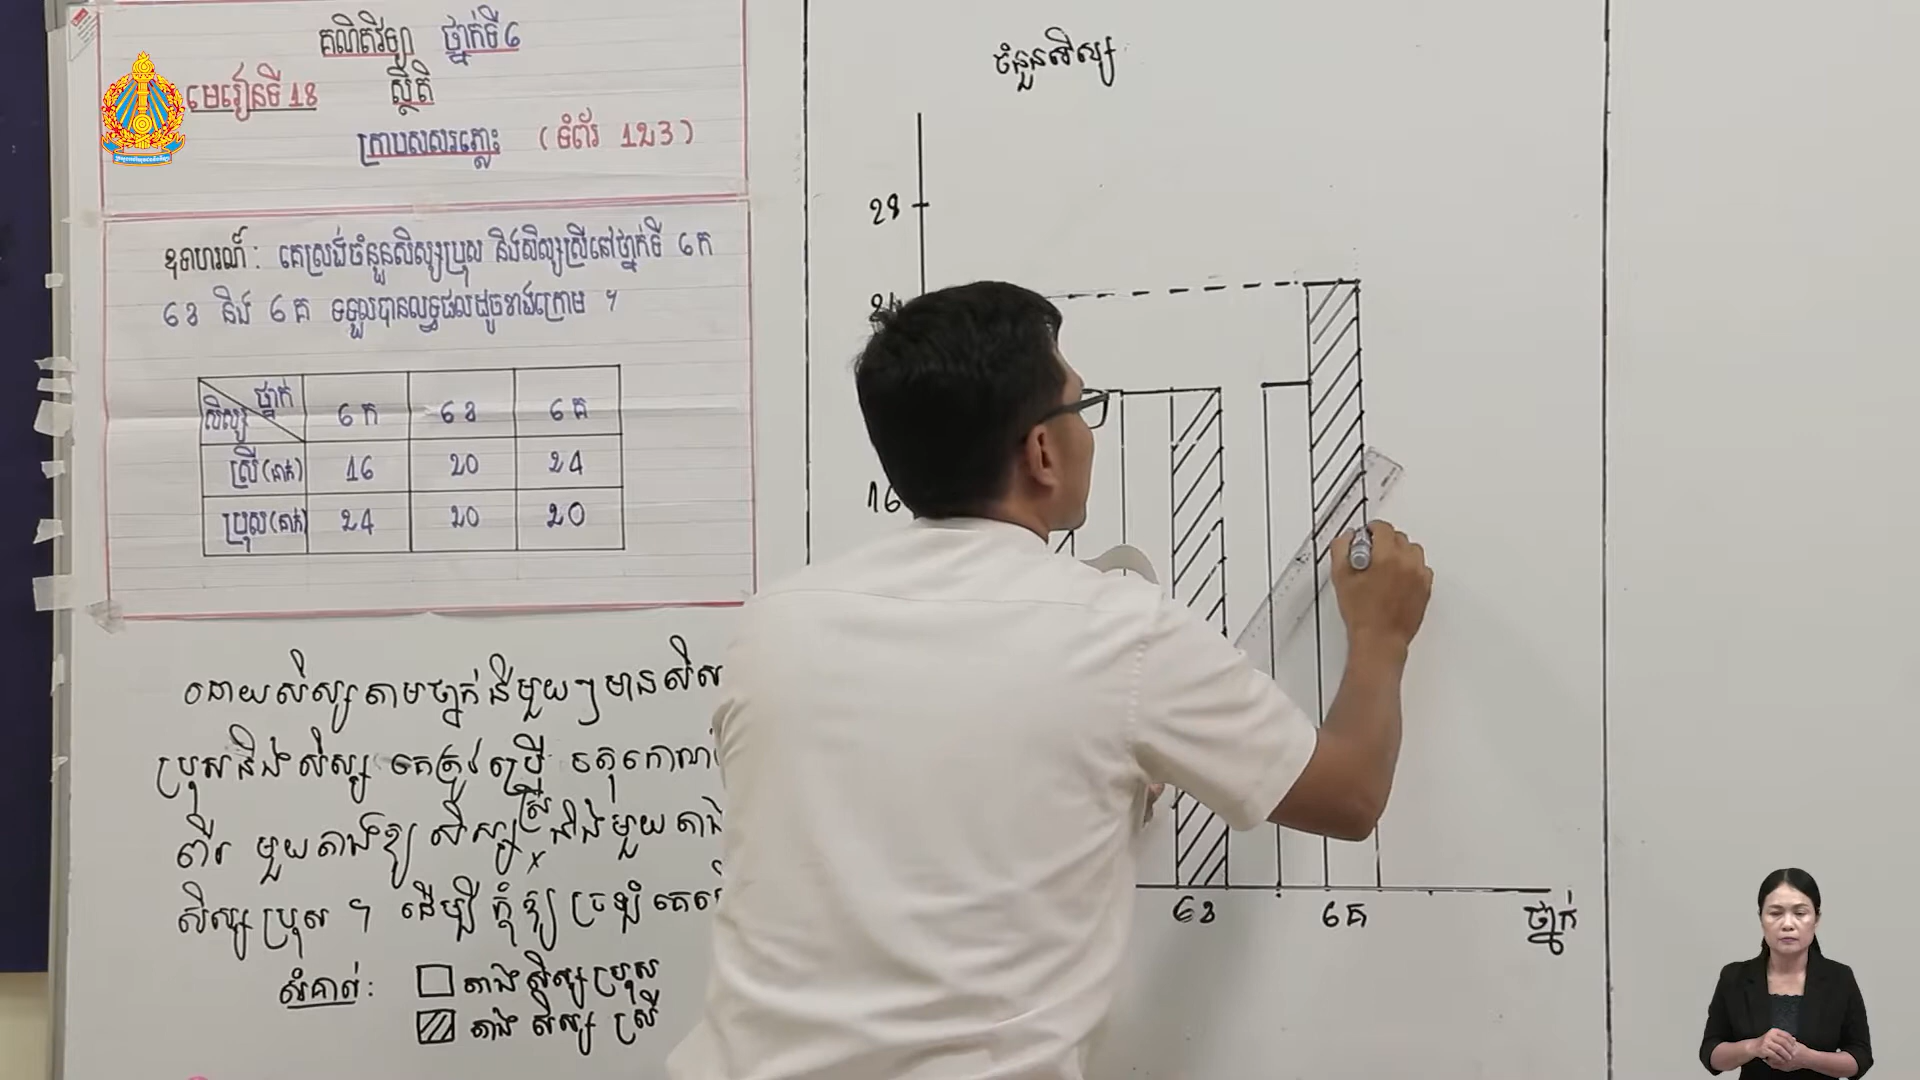 គណិតវិទ្យា ថ្នាក់ទី៦
មេរៀនទី 18 ស្ថិតិ
ក្រាបសសរភ្លោះ (ទំព័រ 123)
ឧទាហរណ៍ : គេស្រង់ចំនួនសិស្សប្រុស និងសិស្សស្រីនៅថ្នាក់ទី ៦ក
៦ខ និង ៦គ ទទួលបានលទ្ធផលដូចខាងក្រោម ។
ថ្នាក់
សិស្ស ៦ក ៦ខ ៦គ
ស្រី(នាក់) 16 20 24
ប្រុស(នាក់) 24 20 20
ដោយសិស្សតាមថ្នាក់នីមួយៗមាន
ប្រុសនិងសិស្ស គេត្រូវប្រើ ចតុកោណ
ស្រី
ពីរ មួយតាងឱ្យ សិស្ស និងមួយ
សិស្សប្រុស ។ ដើម្បី កុំឱ្យ ច្រឡំ
សំគាល់ :
តាង សិស្សប្រុស
តាង សិស្ស ស្រី
ចំនួនសិស្ស
28
16
៦ខ ៦គ ថ្នាក់